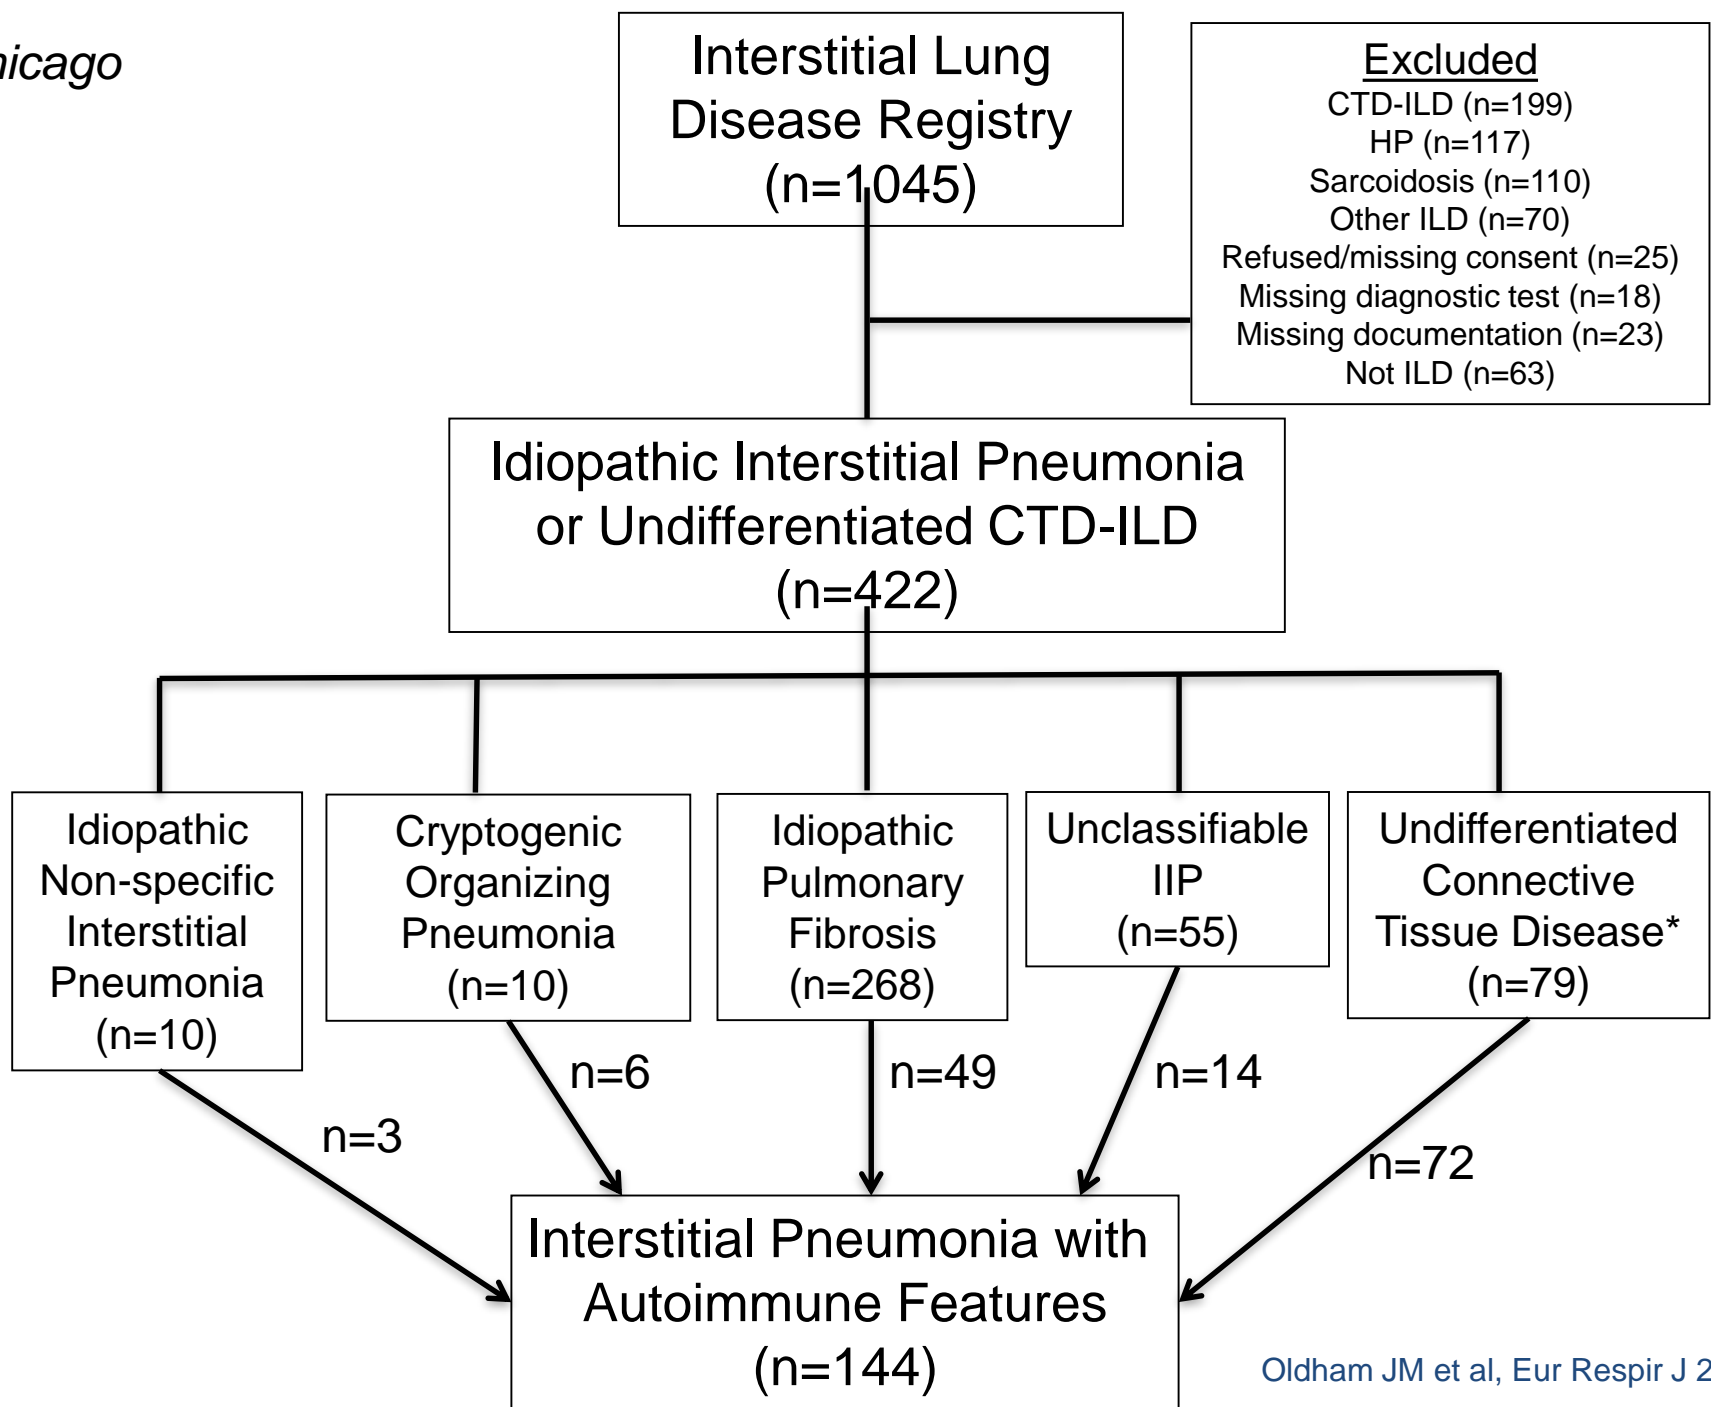 Interstitial Lung
Disease Registry
(n=1045)
Excluded
CTD-ILD (n=199)
HP (n=117)
Sarcoidosis (n=110)
Other ILD (n=70)
Refused/missing consent (n=25)
Missing diagnostic test (n=18)
Missing documentation (n=23)
Not ILD (n=63)
Idiopathic Interstitial Pneumonia
or Undifferentiated CTD-ILD
(n=422)
Idiopathic
Non-specific
Interstitial
Pneumonia
(n=10)
Cryptogenic
Organizing
Pneumonia
(n=10)
Idiopathic
Pulmonary
Fibrosis
(n=268)
Unclassifiable
IIP
(n=55)
Undifferentiated
Connective
Tissue Disease*
(n=79)
n=3
n=6
n=49
n=14
n=72
Interstitial Pneumonia with
Autoimmune Features
(n=144)
Oldham JM et al, Eur Respir J